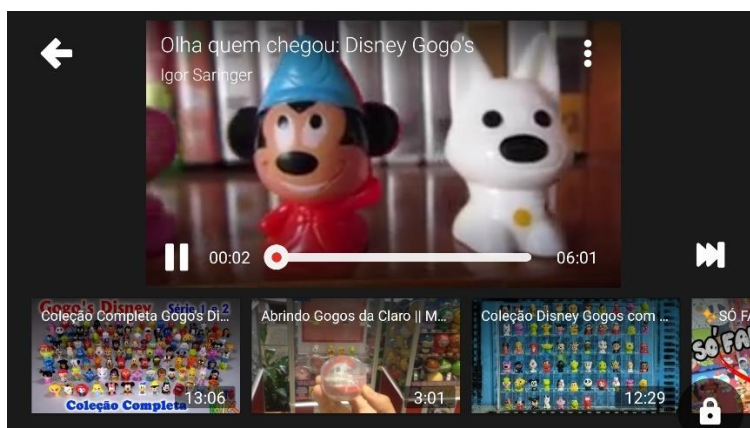 Olha quem chegou: Disney Gogo's
Igor Saringer
00:02
06:01
Coleção Completa Gogo's Di...
Gogo's Disney Série 1 e 2
Coleção Completa
13:06
Abrindo Gogos da Claro || M...
3:01
Coleção Disney Gogos com ...
12:29
SÓ FA
SÓ FA